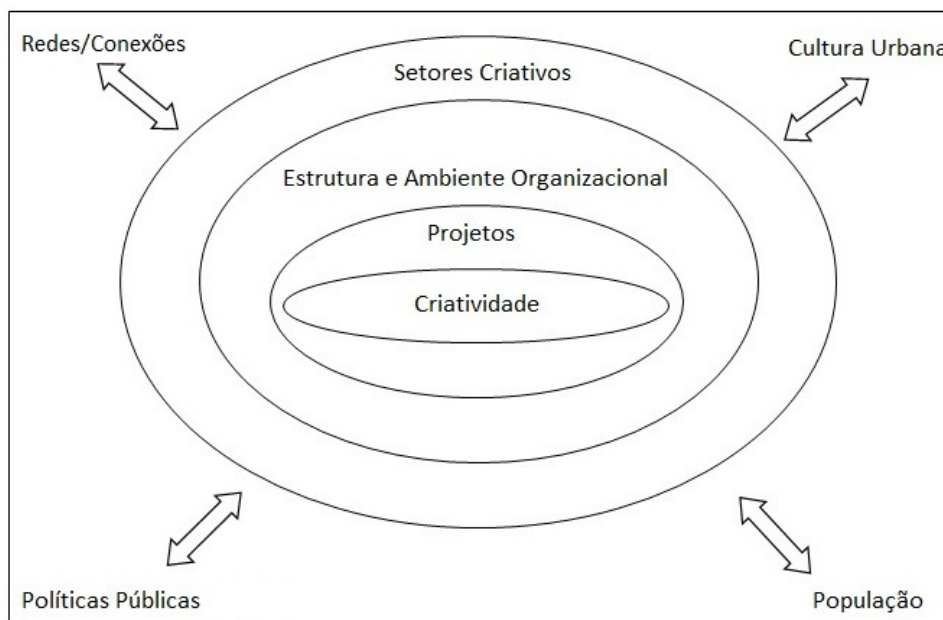 Redes/Conexões
Cultura Urbana
Setores Criativos
Estrutura e Ambiente Organizacional
Projetos
Criatividade
Políticas Públicas
População